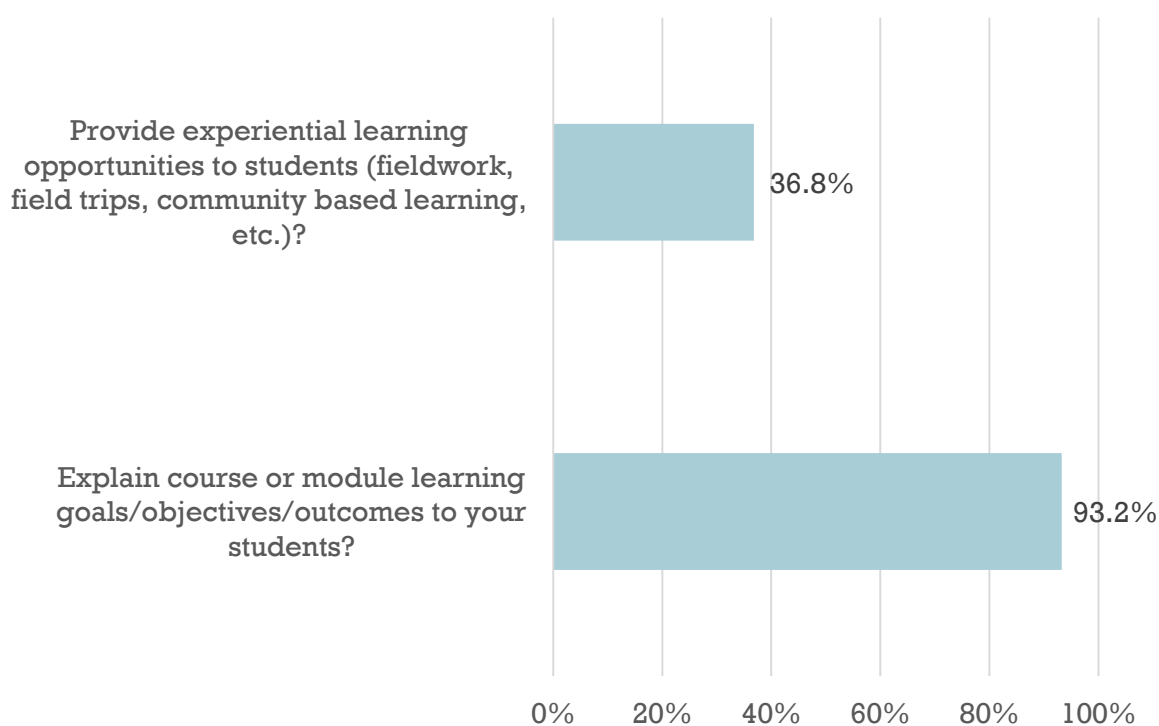 Provide experiential learning
opportunities to students (fieldwork,
field trips, community based learning,
etc.)?
36.8%
Explain course or module learning
goals/objectives/outcomes to your
students?
93.2%
0% 20% 40% 60% 80% 100%